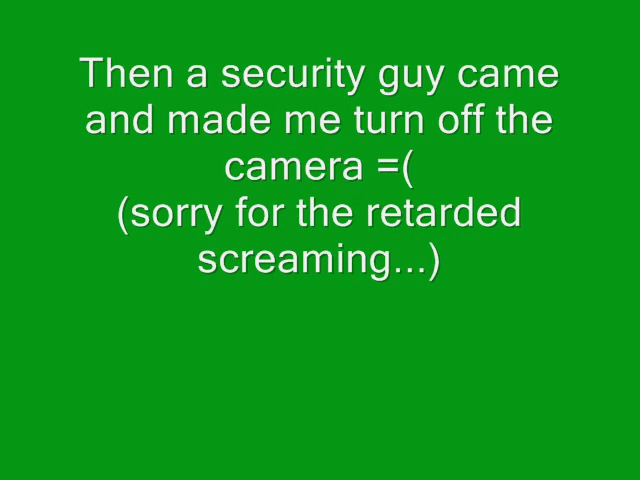 Then a security guy came
and made me turn off the
camera =(
(sorry for the retarded
screaming...)